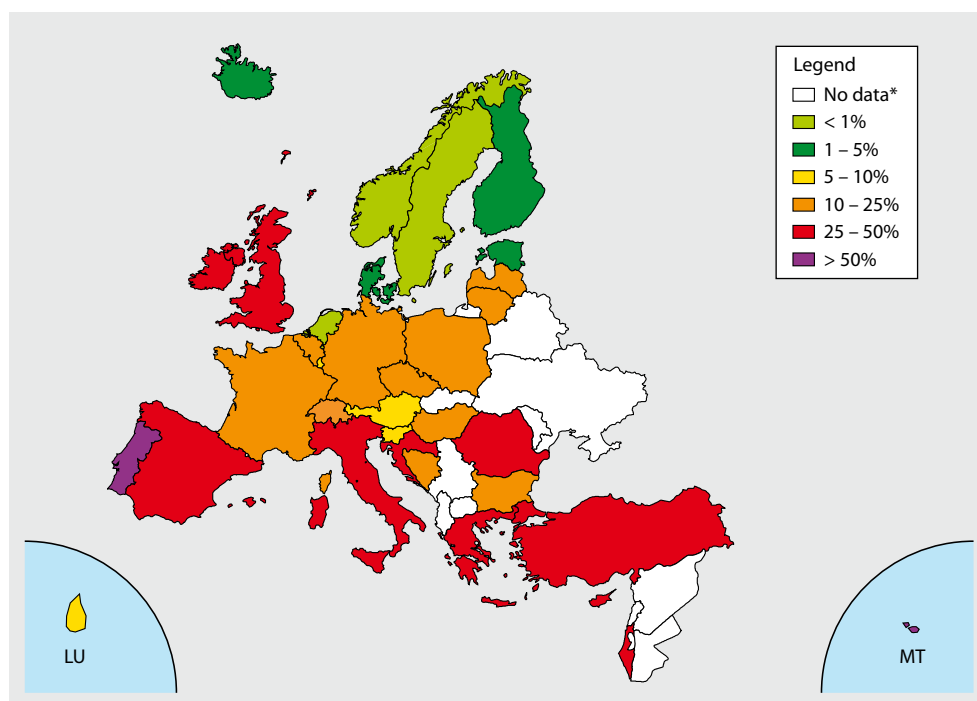 Legend
No data*
< 1%
1 – 5%
5 – 10%
10 – 25%
25 – 50%
> 50%
LU
MT